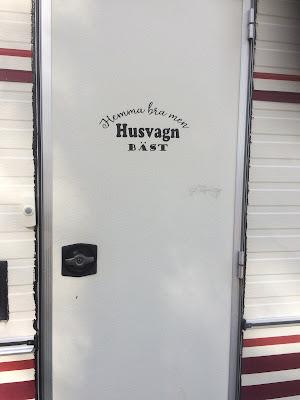 Hemma bra men
Husvagn
BÄST